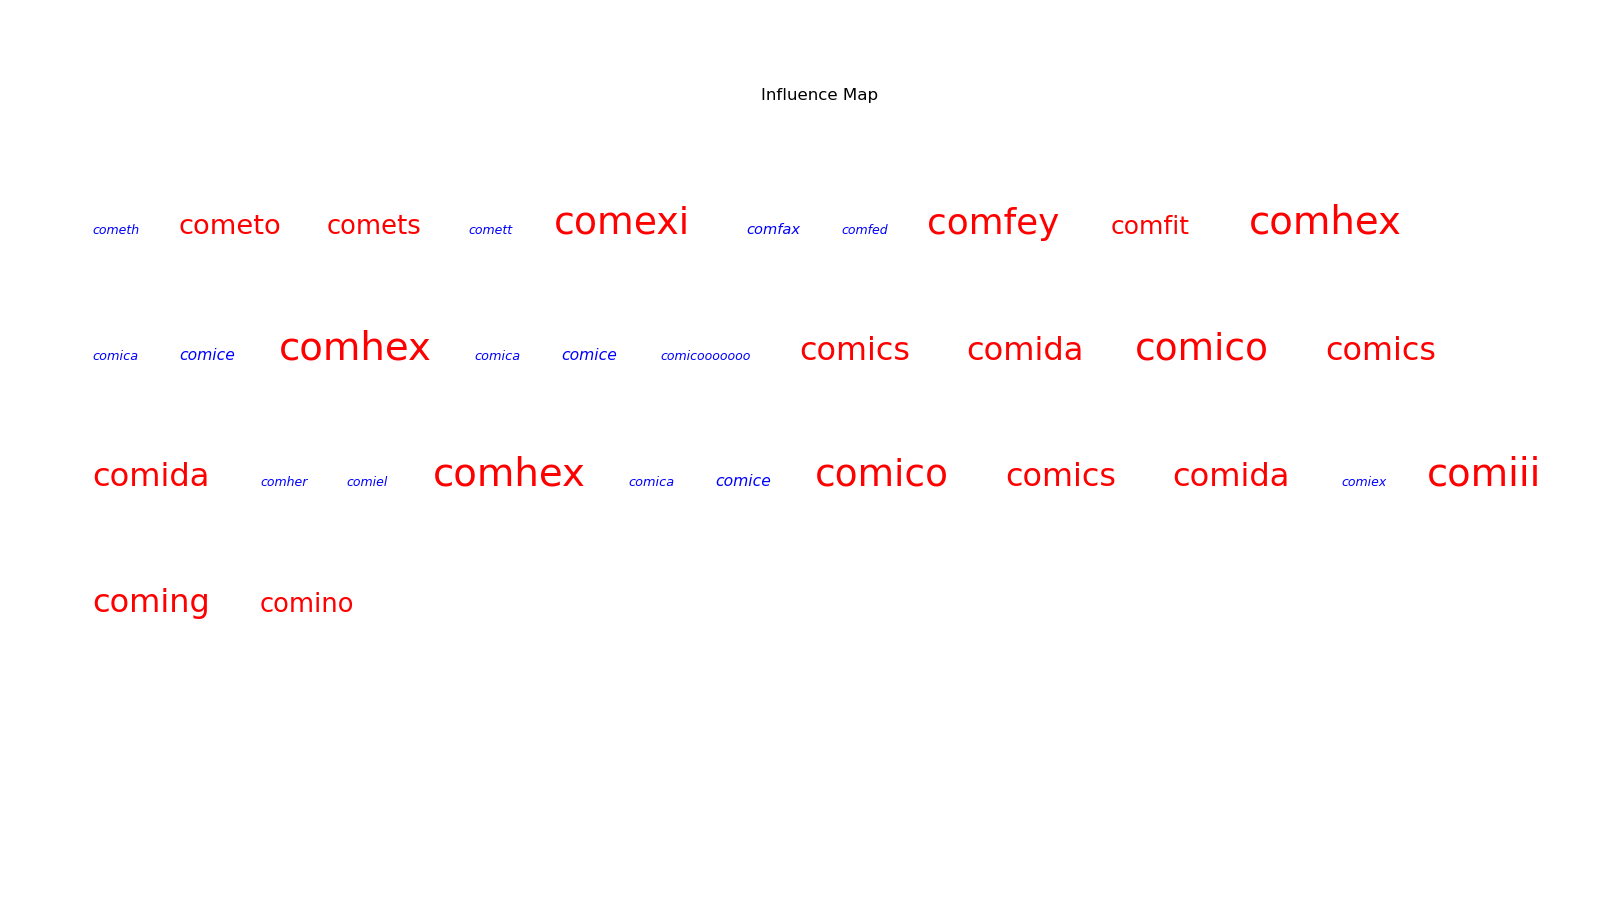 Influence Map
cometh cometo comets comett comexi comfax comfed comfey comfit comhex
comica comice comhex comica comice comicooooooo comics comida comico comics
comida comher comiel comhex comica comice comico comics comida comiex comiii
coming comino